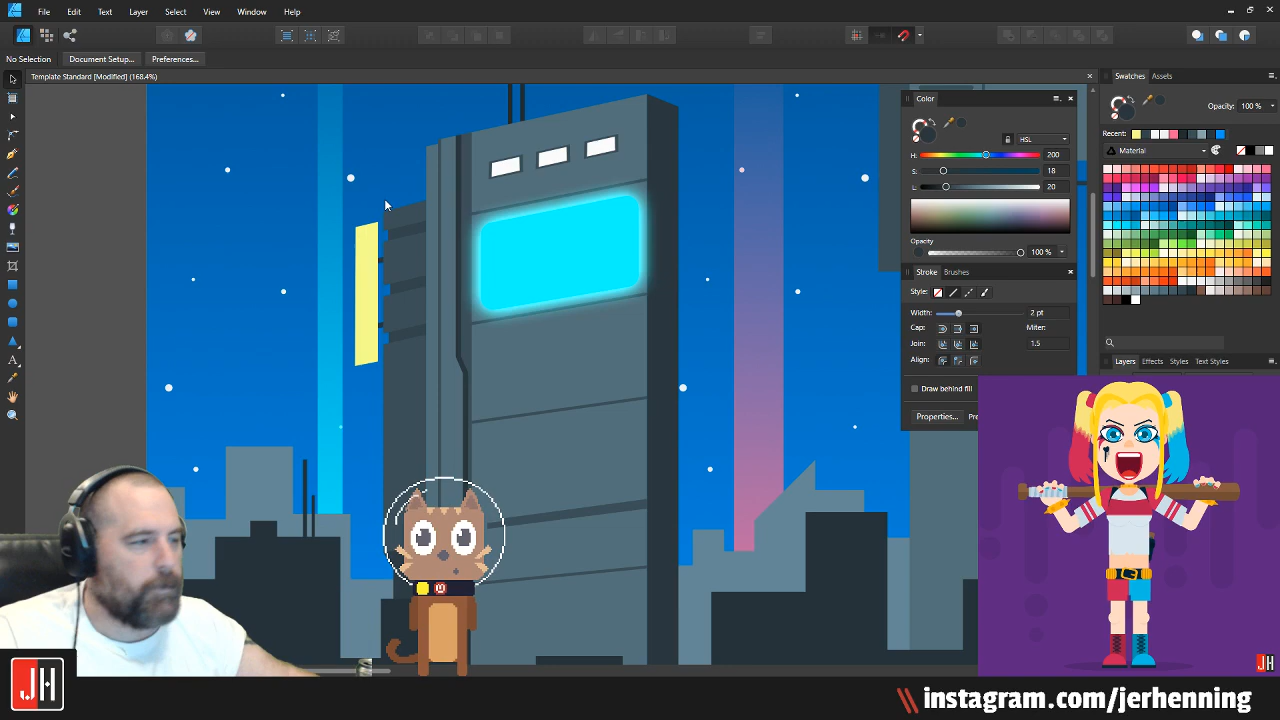 File Edit Text Layer Select View Window Help
No Selection Document Setup... Preferences...
Template Standard [Modified] (168.4%)
Swatches Assets
Opacity: 100 %
Recent:
Material
Color
HSL
H: 200
S: 18
L: 20
Opacity
100 %
Stroke Brushes
Style:
Width: 2 pt
Cap: Miter:
Join: 1.5
Align:
Draw behind fill
Properties...
Layers Effects Styles Text Styles
JH
JH
\\ instagram.com/jerhenning